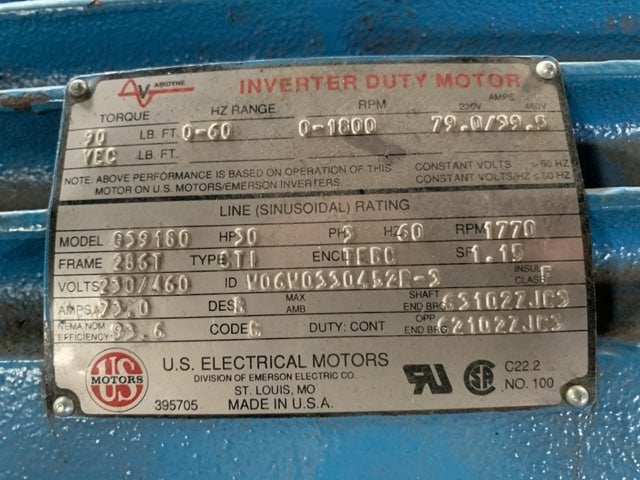 AV ABIDYNE INVERTER DUTY MOTOR
TORQUE HZ RANGE RPM AMPS
230V 460V
90 LB. FT. 0-60 0-1800 79.0/39.5
VEC LB. FT.
NOTE: ABOVE PERFORMANCE IS BASED ON OPERATION OF THIS MOTOR ON U.S. MOTORS/EMERSON INVERTERS.
CONSTANT VOLTS > 60 HZ
CONSTANT VOLTS/HZ ≤ 60 HZ
LINE (SINUSOIDAL) RATING
MODEL G59180 HP 30 PH 3 HZ 60 RPM 1770
FRAME 286T TYPE CTI ENCL TEBC SF 1.15
VOLTS 230/460 ID INSUL CLASS F
AMPS 73.0 DES B MAX AMB SHAFT END BRG
NEMA NOM EFFICIENCY 93.6 CODE G DUTY: CONT OPP END BRG
US MOTORS
U.S. ELECTRICAL MOTORS
DIVISION OF EMERSON ELECTRIC CO.
ST. LOUIS, MO
395705 MADE IN U.S.A.
C22.2
NO. 100